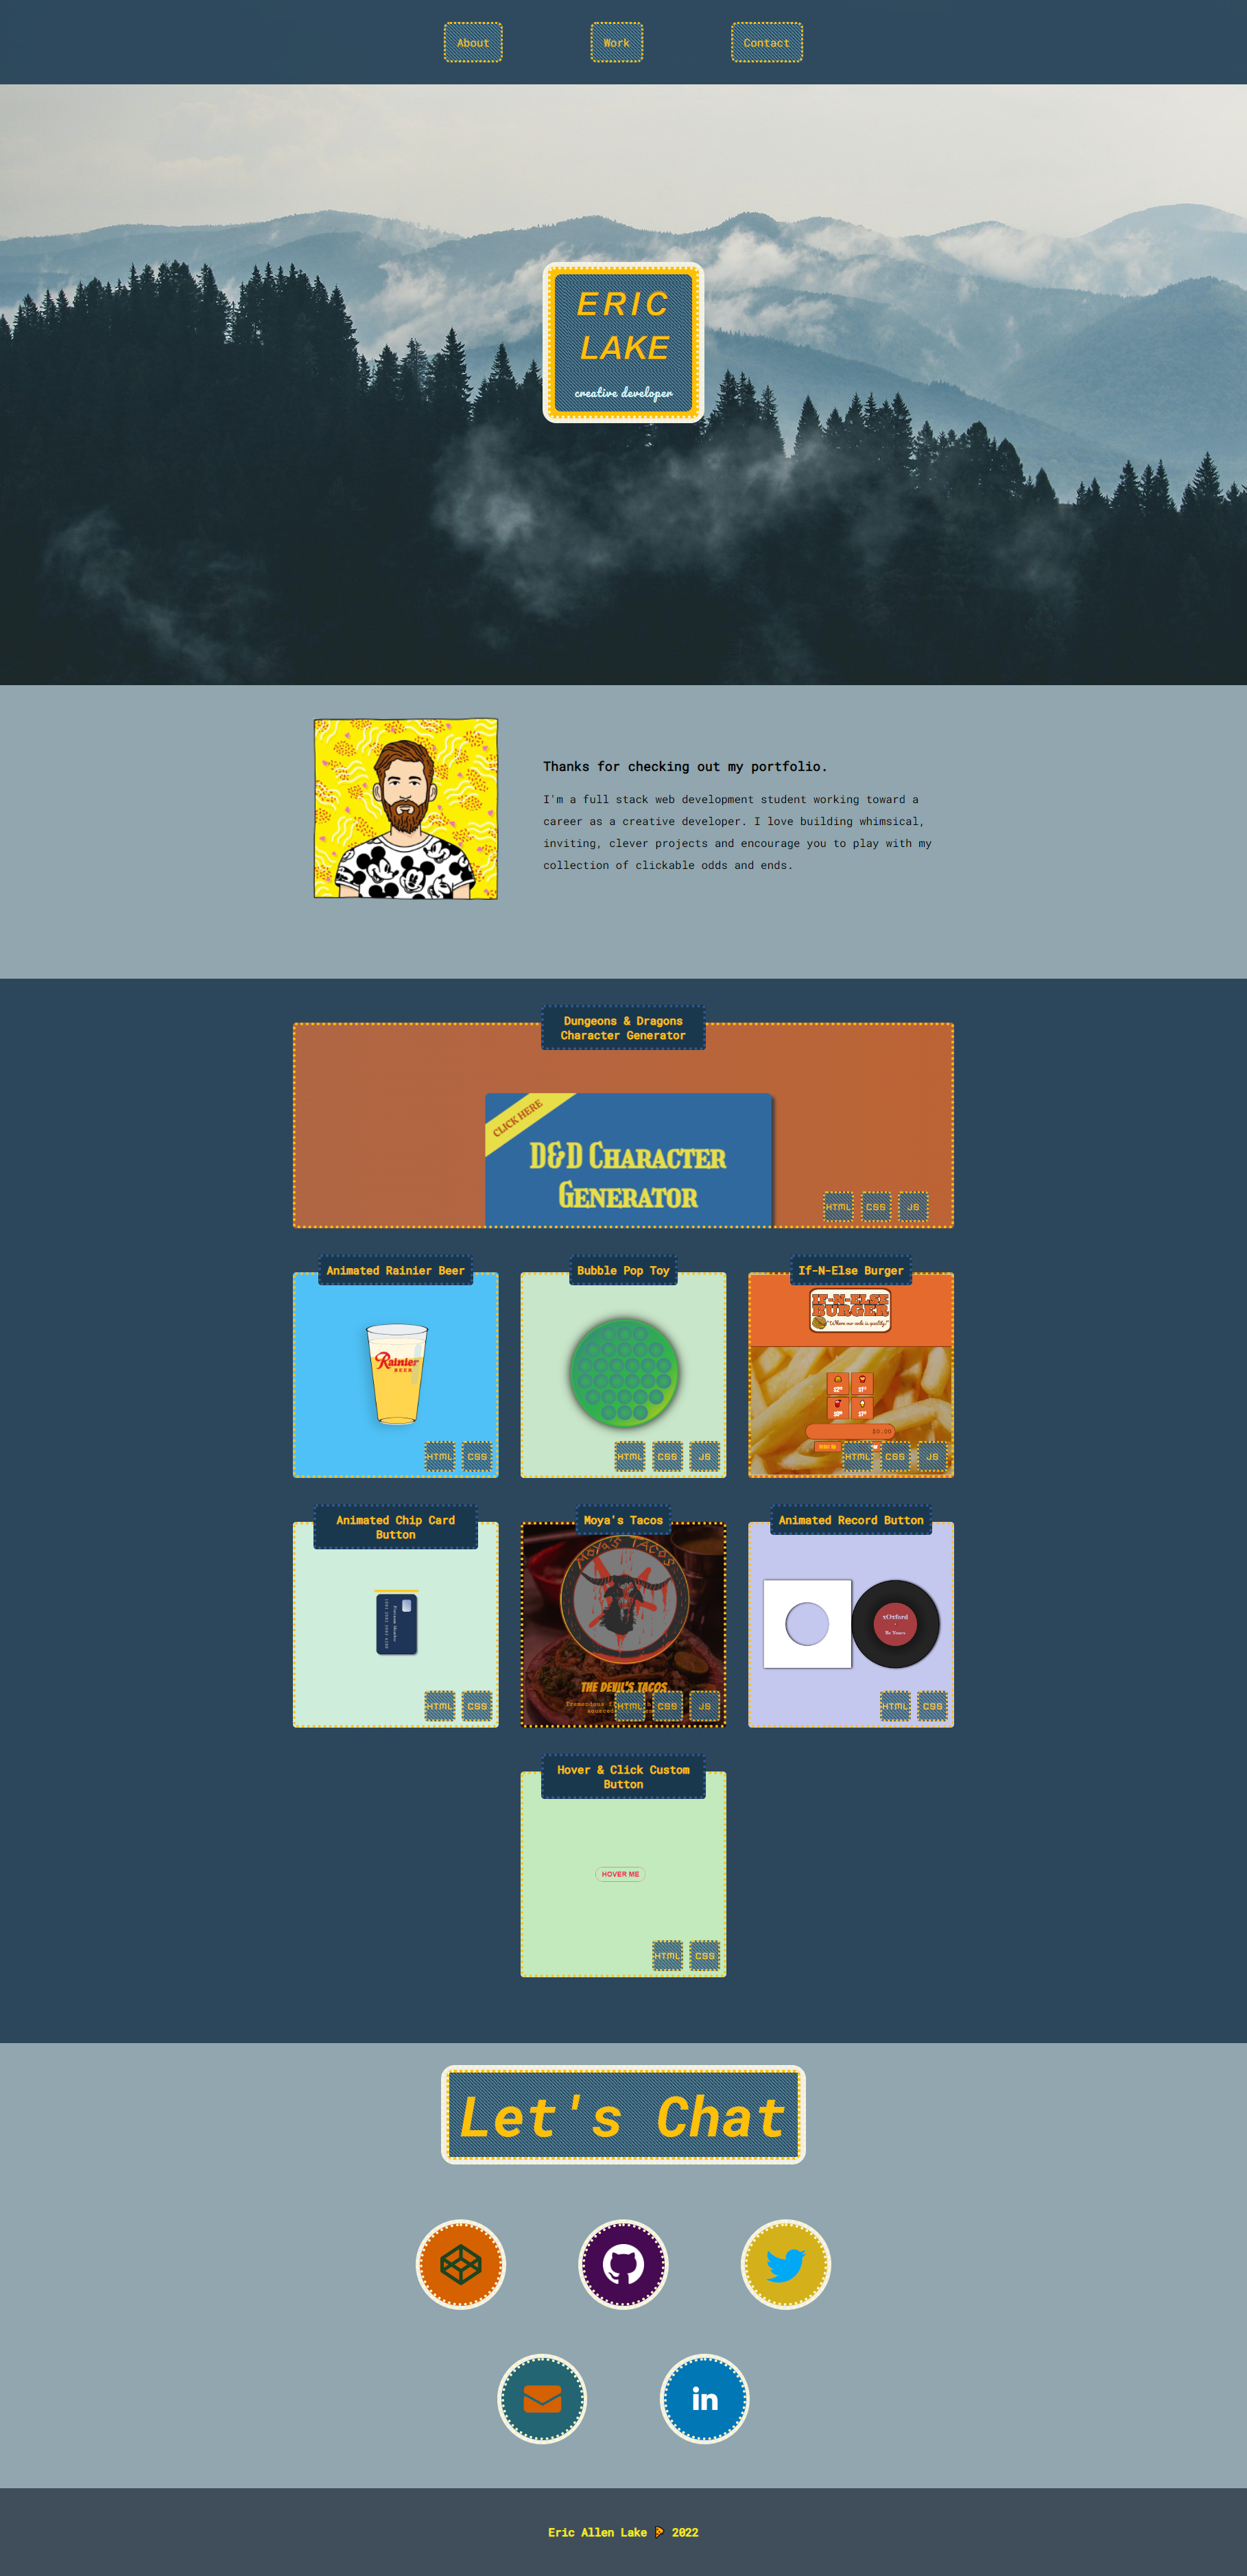 About
Work
Contact
ERIC
LAKE
creative developer
Thanks for checking out my portfolio.
I'm a full stack web development student working toward a
career as a creative developer. I love building whimsical,
inviting, clever projects and encourage you to play with my
collection of clickable odds and ends.
Dungeons & Dragons
Character Generator
CLICK HERE
D&D Character
Generator
HTML
CSS
JS
Animated Rainier Beer
Rainier
BEER
HTML
CSS
Bubble Pop Toy
HTML
CSS
JS
If-N-Else Burger
IF-N-ELSE
BURGER
"Where our code is quality!"
$0.00
HTML
CSS
JS
Animated Chip Card
Button
HTML
CSS
Moya's Tacos
MOYA'S TACOS
THE DEVIL'S TACOS
Tremendous
HTML
CSS
JS
Animated Record Button
Be Yours
HTML
CSS
Hover & Click Custom
Button
HOVER ME
HTML
CSS
Let's Chat
in
Eric Allen Lake 2022